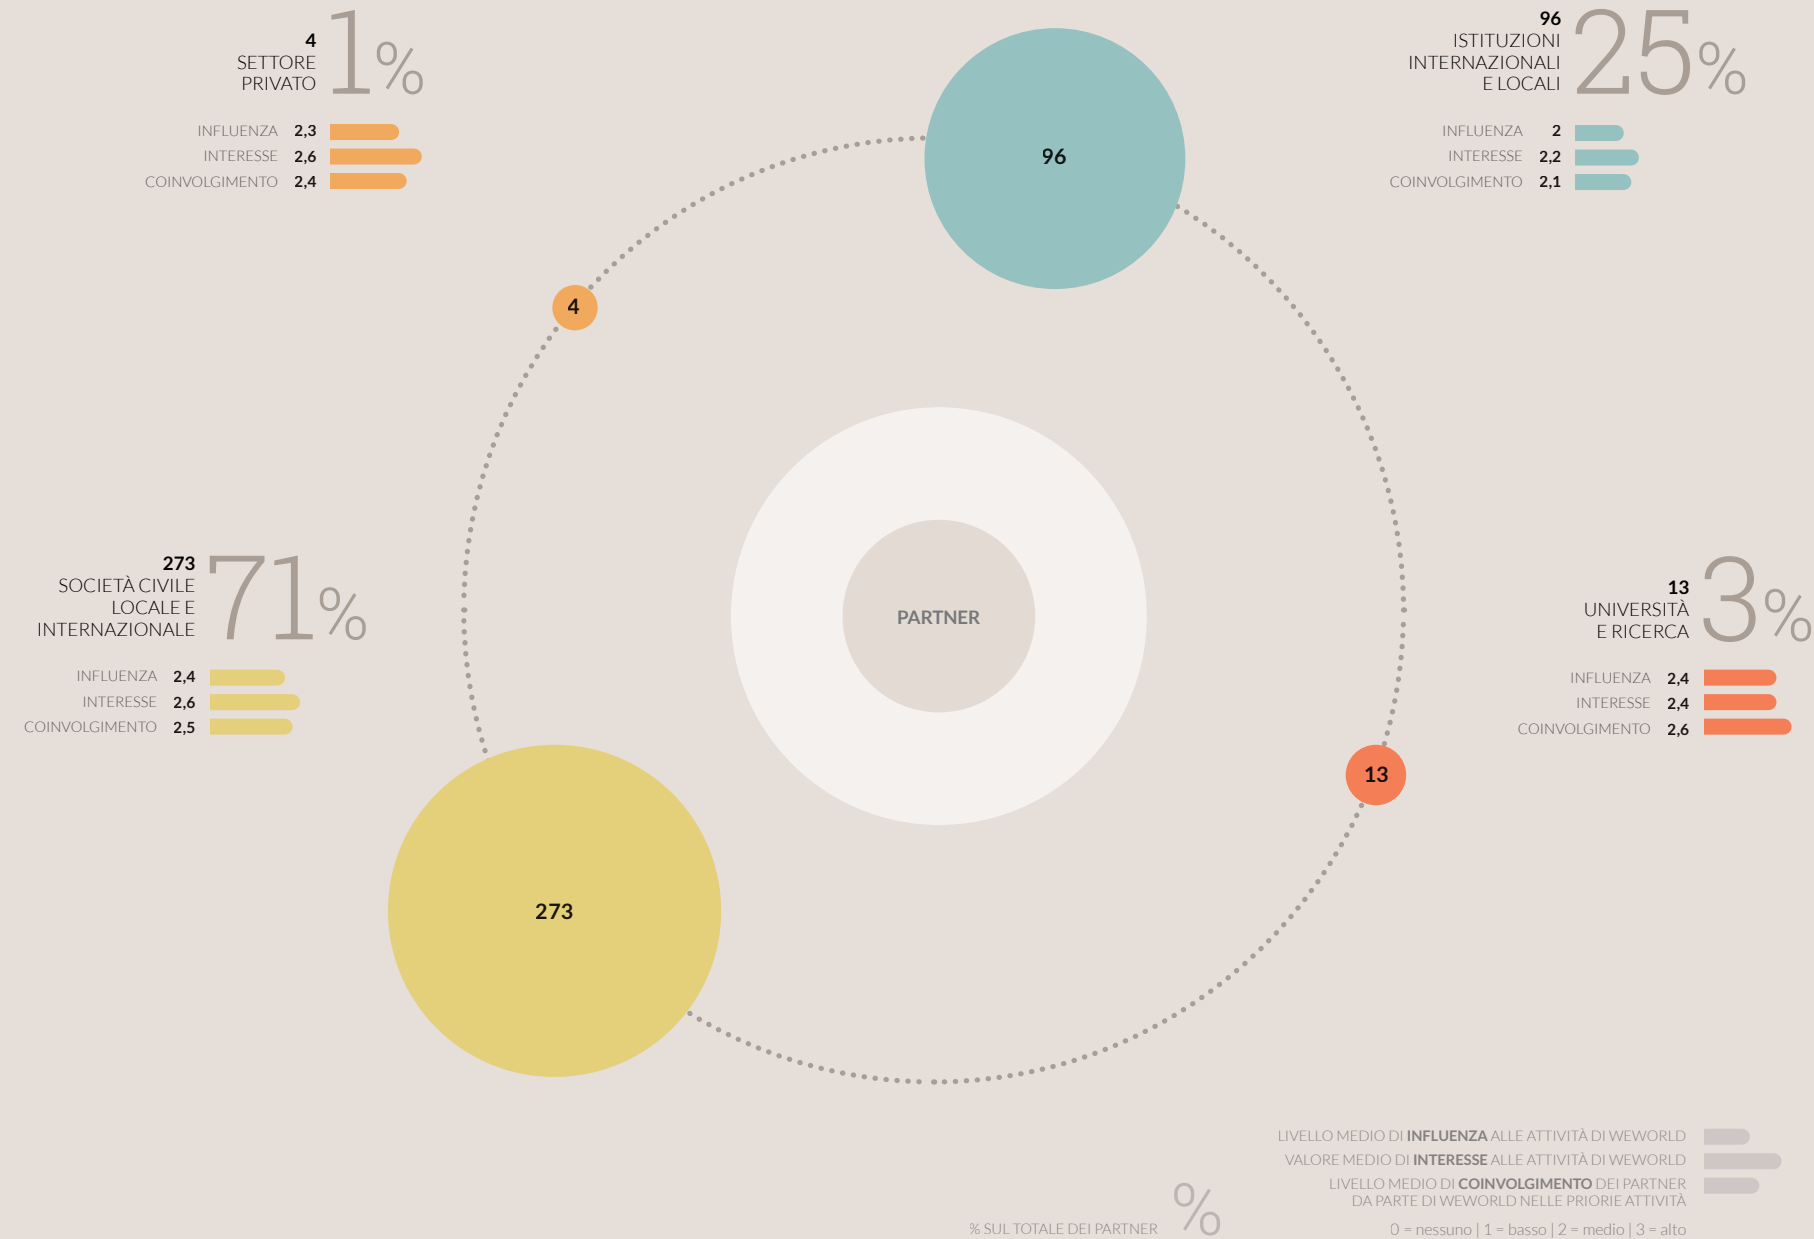 4
SETTORE
PRIVATO
1%
INFLUENZA 2,3
INTERESSE 2,6
COINVOLGIMENTO 2,4
96
ISTITUZIONI
INTERNAZIONALI
E LOCALI
25%
INFLUENZA 2
INTERESSE 2,2
COINVOLGIMENTO 2,1
96
4
273
SOCIETÀ CIVILE
LOCALE E
INTERNAZIONALE
71%
INFLUENZA 2,4
INTERESSE 2,6
COINVOLGIMENTO 2,5
PARTNER
13
UNIVERSITÀ
E RICERCA
3%
INFLUENZA 2,4
INTERESSE 2,4
COINVOLGIMENTO 2,6
13
273
LIVELLO MEDIO DI INFLUENZA ALLE ATTIVITÀ DI WEWORLD
VALORE MEDIO DI INTERESSE ALLE ATTIVITÀ DI WEWORLD
LIVELLO MEDIO DI COINVOLGIMENTO DEI PARTNER
DA PARTE DI WEWORLD NELLE PRIORIE ATTIVITÀ
% SUL TOTALE DEI PARTNER %
0 = nessuno | 1 = basso | 2 = medio | 3 = alto